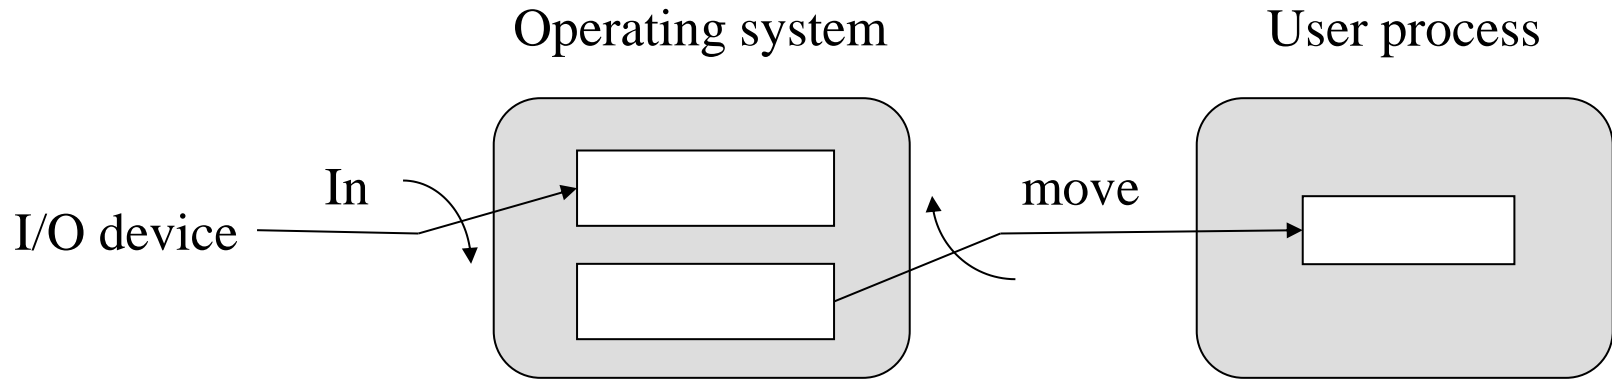 Operating system
User process
In
move
I/O device